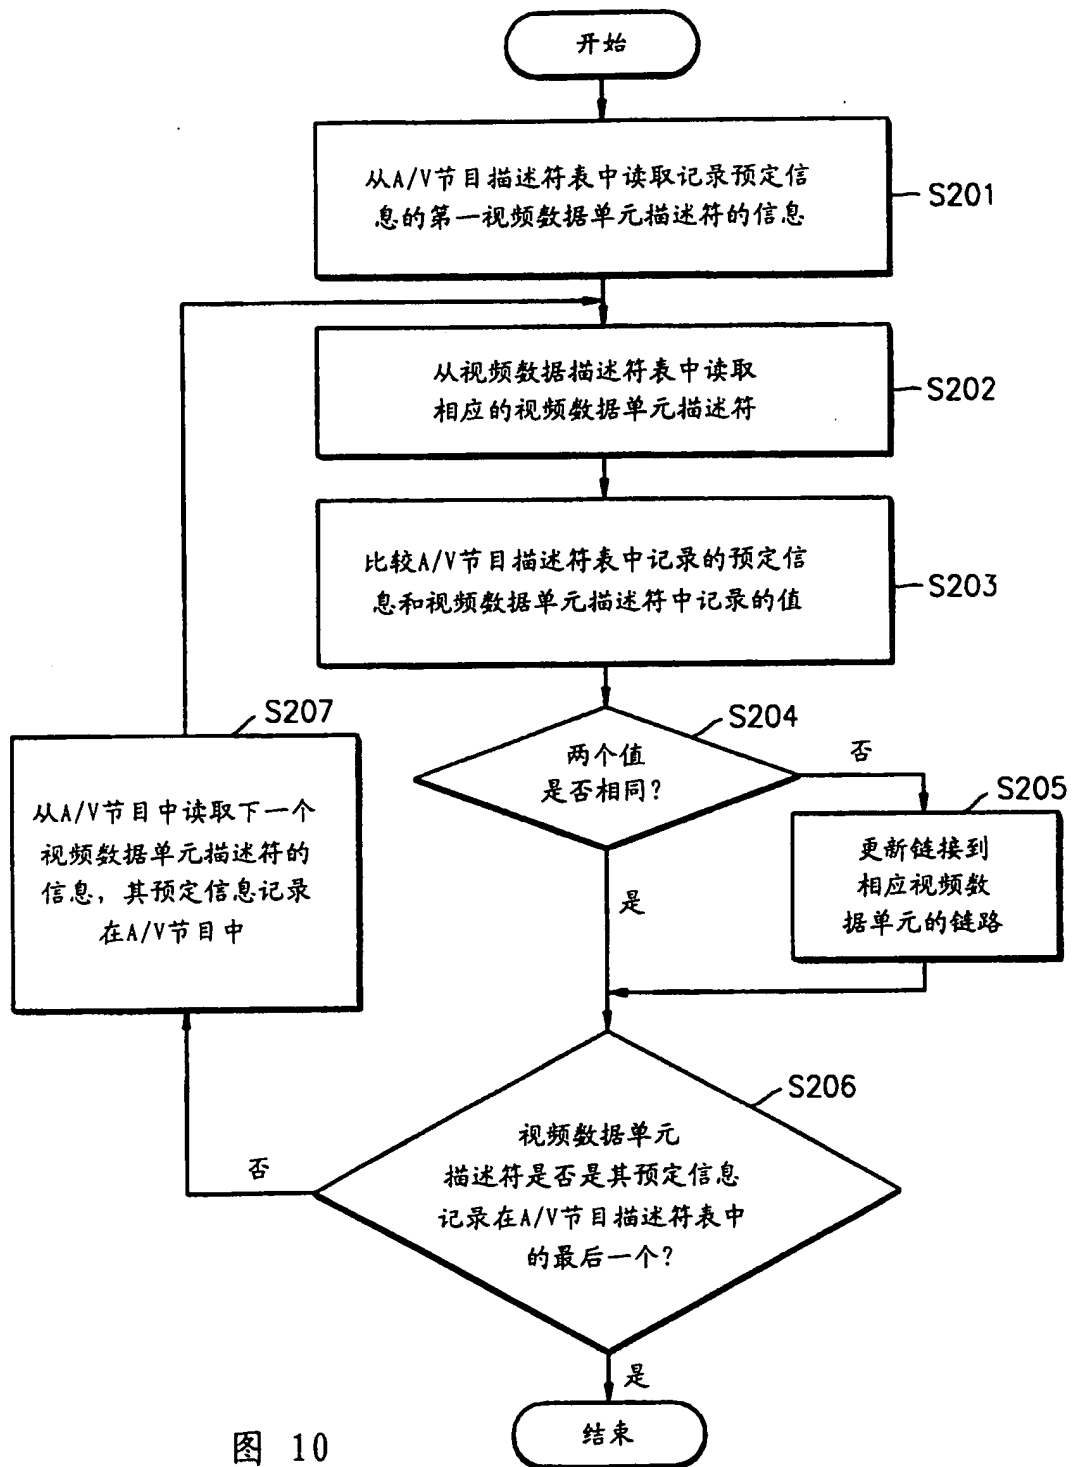 开始
从A/V节目描述符表中读取记录预定信
息的第一视频数据单元描述符的信息
S201
从视频数据描述符表中读取
相应的视频数据单元描述符
S202
比较A/V节目描述符表中记录的预定信
息和视频数据单元描述符中记录的值
S203
S207
从A/V节目中读取下一个
视频数据单元描述符的
信息，其预定信息记录
在A/V节目中
S204
两个值
是否相同?
否
S205
更新链接到
相应视频数
据单元的链路
是
S206
视频数据单元
描述符是否是其预定信息
记录在A/V节目描述符表中
的最后一个?
否
是
结束
图 10